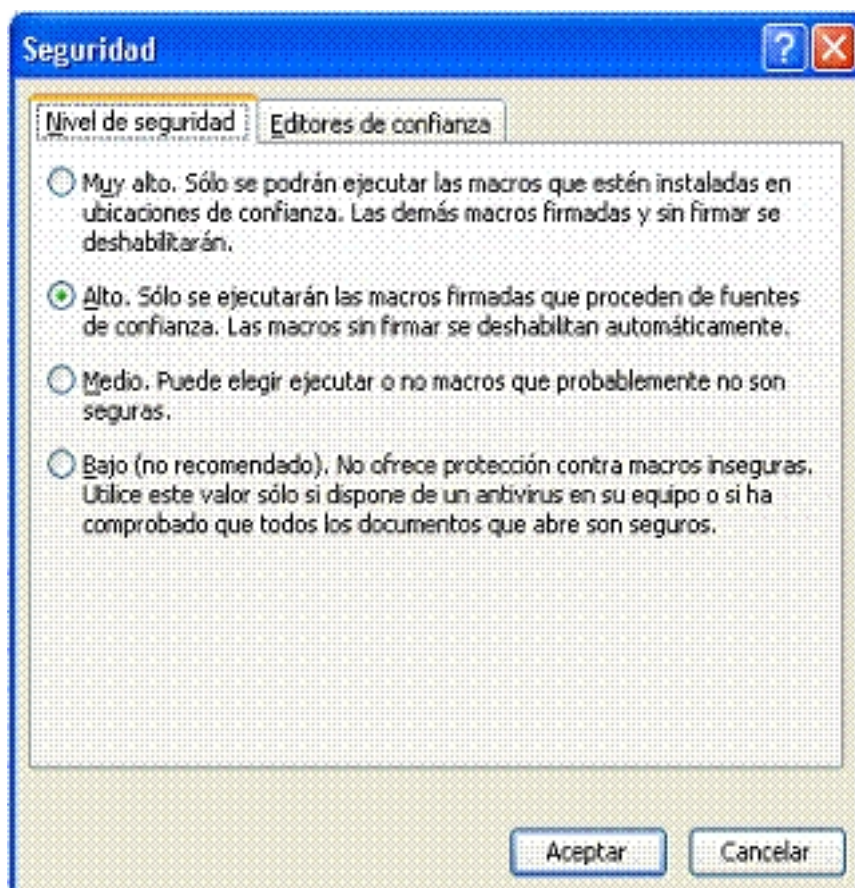 Seguridad
Nivel de seguridad Editores de confianza
Muy alto. Sólo se podrán ejecutar las macros que estén instaladas en
ubicaciones de confianza. Las demás macros firmadas y sin firmar se
deshabilitarán.
Alto. Sólo se ejecutarán las macros firmadas que proceden de fuentes
de confianza. Las macros sin firmar se deshabilitan automáticamente.
Medio. Puede elegir ejecutar o no macros que probablemente no son
seguras.
Bajo (no recomendado). No ofrece protección contra macros inseguras.
Utilice este valor sólo si dispone de un antivirus en su equipo o si ha
comprobado que todos los documentos que abre son seguros.
Aceptar Cancelar